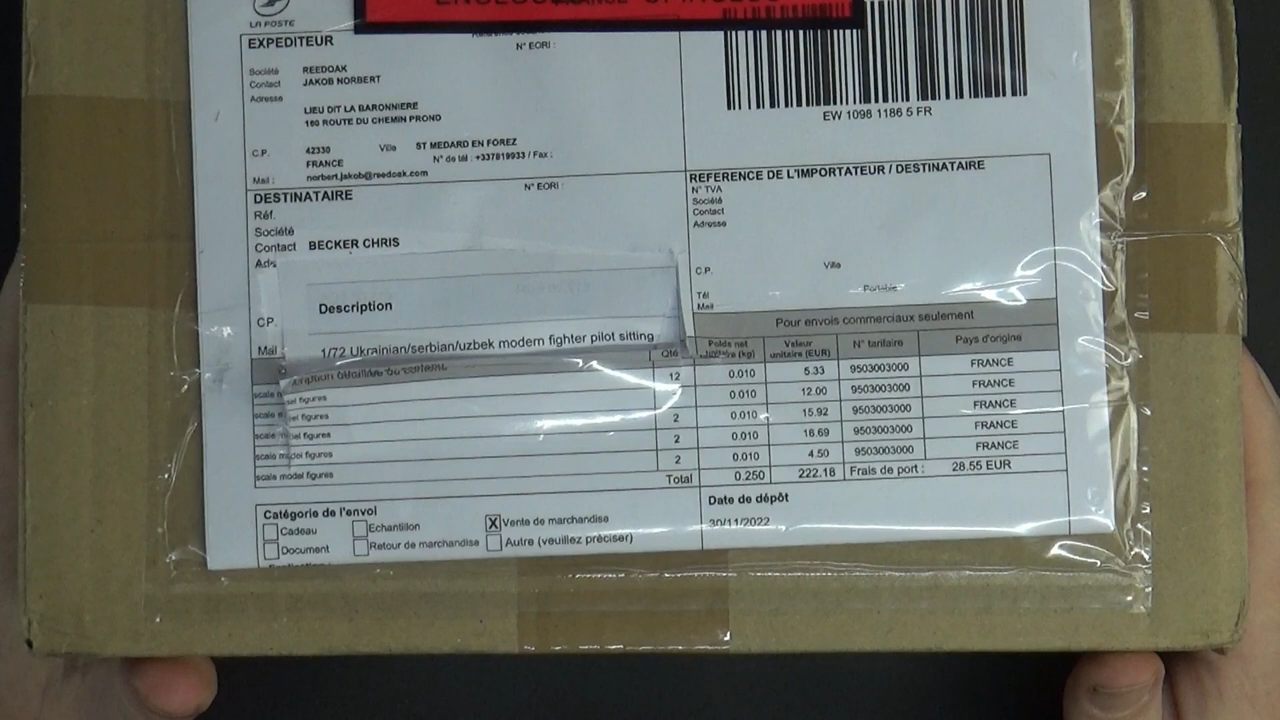 LA POSTE
EXPEDITEUR
N° EORI :
Société REEDOAK
Contact JAKOB NORBERT
Adresse
LIEU DIT LA BARONNIERE
160 ROUTE DU CHEMIN PROND
C.P. 42330 Ville ST MEDARD EN FOREZ
FRANCE N° de tél : +337819933 / Fax :
Mail : norbert.jakob@reedoak.com
EW 1098 1186 5 FR
DESTINATAIRE N° EORI :
Réf.
Société
Contact BECKER CHRIS
CP.
Mail
REFERENCE DE L'IMPORTATEUR / DESTINATAIRE
N° TVA
Société
Contact
Adresse
C.P. Ville
Tél Portable
Mail
Description
1/72 Ukrainian/serbian/uzbek modern fighter pilot sitting
Pour envois commerciaux seulement
Qté Poids net unitaire (kg) Valeur unitaire (EUR) N° tarifaire Pays d'origine
12 0.010 5.33 9503003000 FRANCE
figures 0.010 12.00 9503003000 FRANCE
figures 2 0.010 15.92 9503003000 FRANCE
scale model figures 2 0.010 16.69 9503003000 FRANCE
scale model figures 2 0.010 4.50 9503003000 FRANCE
scale model figures
Total 0.250 222.18 Frais de port : 28.55 EUR
Catégorie de l'envoi
Cadeau Echantillon X Vente de marchandise
Document Retour de marchandise Autre (veuillez préciser)
Date de dépôt
30/11/2022